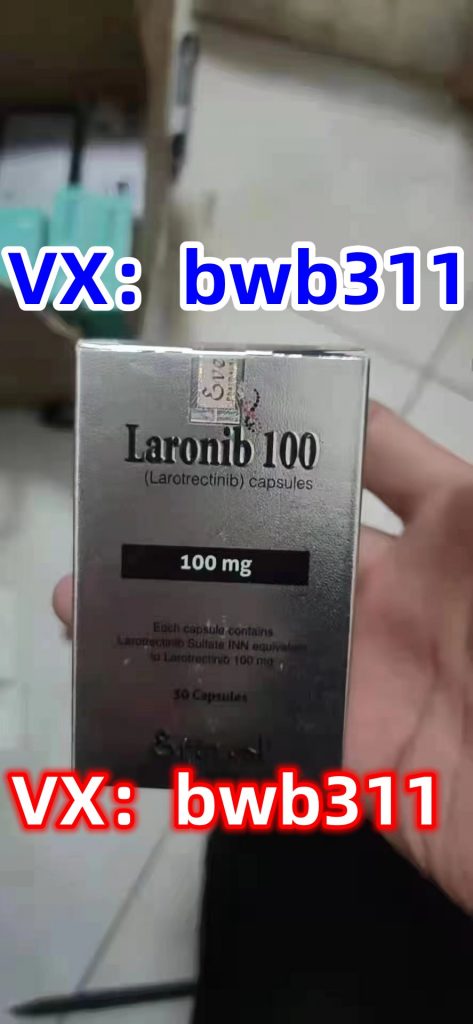 VX：bwb311
Eve
Laronib 100
(Larotrectinib) capsules
100 mg
Each capsule contains
Larotrectinib Sulfate INN equivalent
to Larotrectinib 100 mg
30 Capsules
VX：bwb311